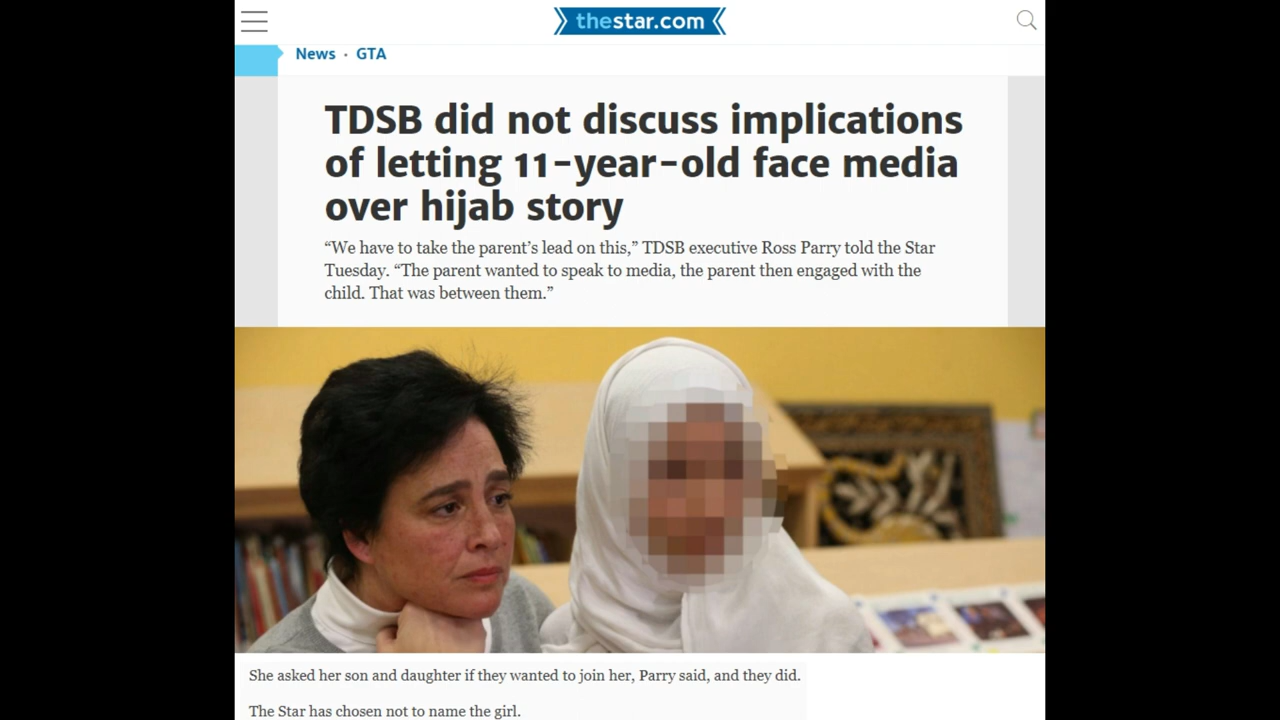 thestar.com
News · GTA
TDSB did not discuss implications
of letting 11-year-old face media
over hijab story
“We have to take the parent’s lead on this,” TDSB executive Ross Parry told the Star
Tuesday. “The parent wanted to speak to media, the parent then engaged with the
child. That was between them.”
She asked her son and daughter if they wanted to join her, Parry said, and they did.
The Star has chosen not to name the girl.